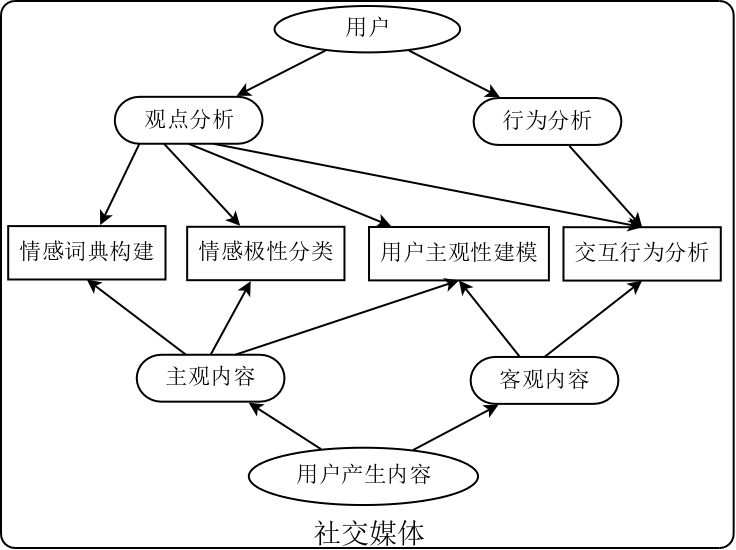 用户
观点分析
行为分析
情感词典构建
情感极性分类
用户主观性建模
交互行为分析
主观内容
客观内容
用户产生内容
社交媒体